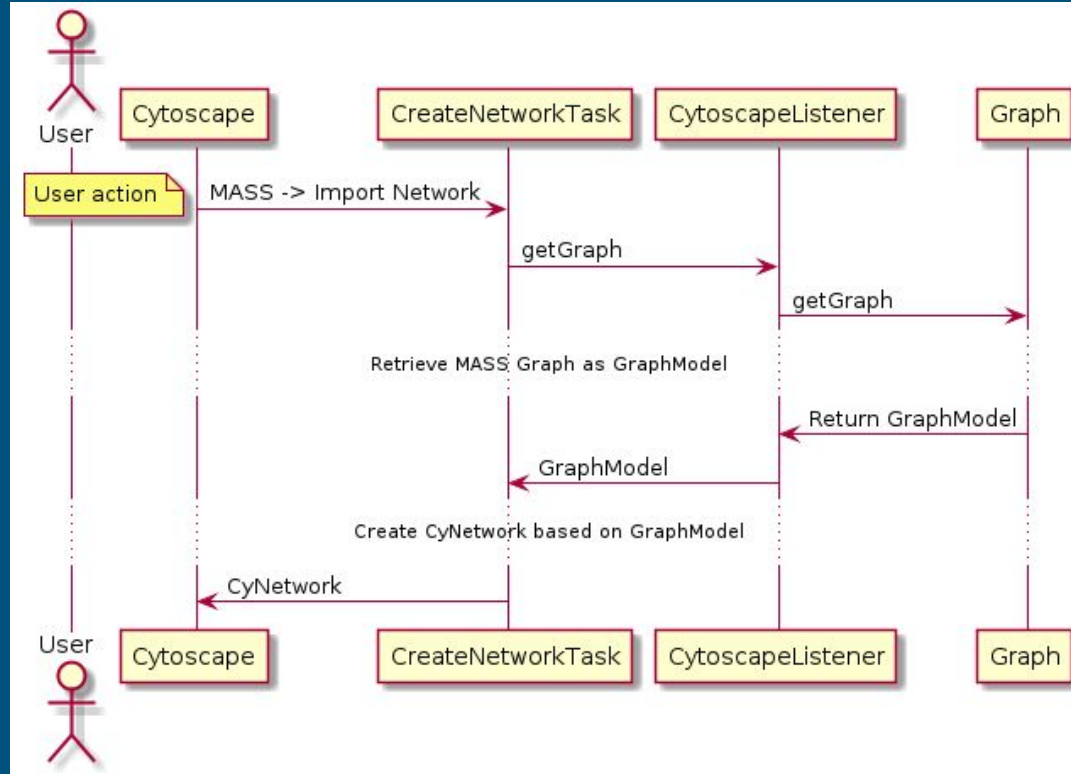 User
Cytoscape
CreateNetworkTask
CytoscapeListener
Graph
User action
MASS -> Import Network
getGraph
getGraph
Retrieve MASS Graph as GraphModel
Return GraphModel
GraphModel
Create CyNetwork based on GraphModel
CyNetwork
User
Cytoscape
CreateNetworkTask
CytoscapeListener
Graph